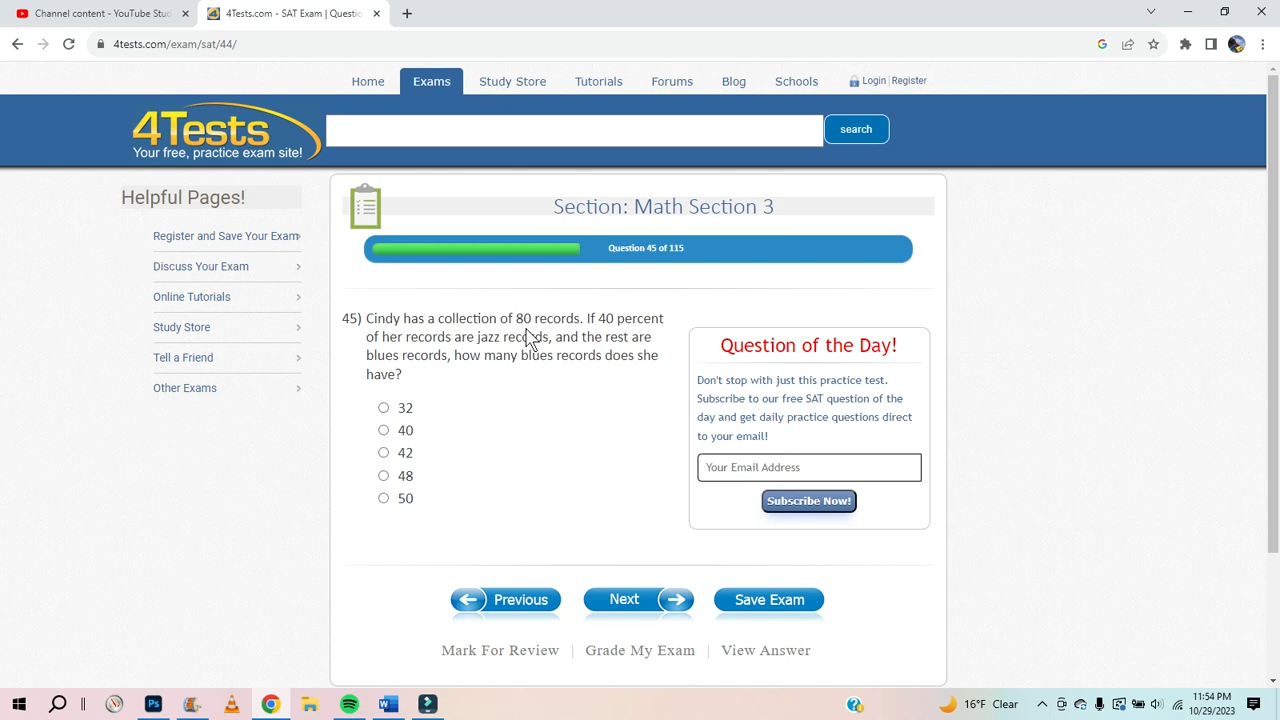 Channel content - YouTube Stud
4Tests.com - SAT Exam | Questio
4tests.com/exam/sat/44/
Home Exams Study Store Tutorials Forums Blog Schools Login Register
4Tests
Your free, practice exam site!
search
Helpful Pages!
Register and Save Your Exam
Discuss Your Exam
Online Tutorials
Study Store
Tell a Friend
Other Exams
Section: Math Section 3
Question 45 of 115
45) Cindy has a collection of 80 records. If 40 percent
of her records are jazz records, and the rest are
blues records, how many blues records does she
have?
32
40
42
48
50
Question of the Day!
Don't stop with just this practice test.
Subscribe to our free SAT question of the
day and get daily practice questions direct
to your email!
Your Email Address
Subscribe Now!
Previous Next Save Exam
Mark For Review | Grade My Exam | View Answer
16°F Clear
11:54 PM
10/29/2023